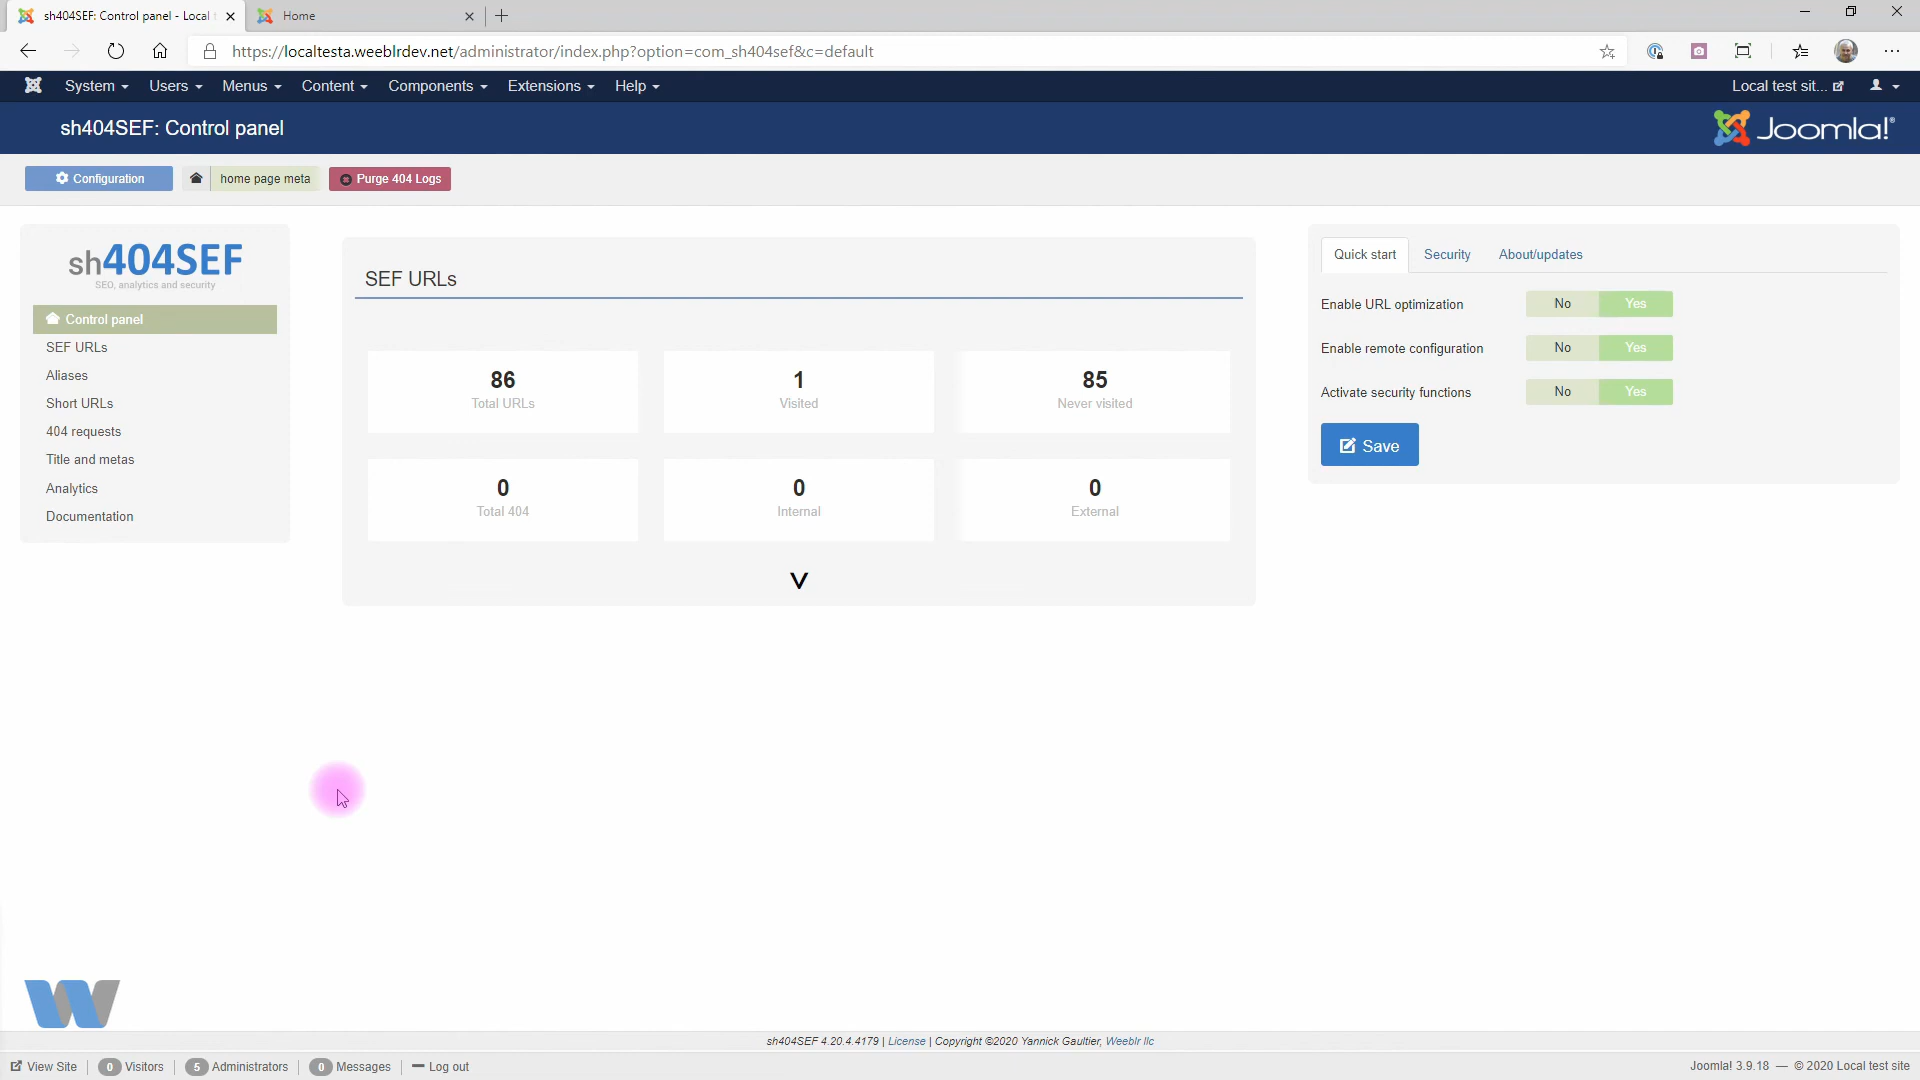 sh404SEF: Control panel - Local
Home
https://localtesta.weeblrdev.net/administrator/index.php?option=com_sh404sef&c=default
System Users Menus Content Components Extensions Help
Local test sit...
sh404SEF: Control panel
Joomla!®
Configuration
home page meta
Purge 404 Logs
sh404SEF
SEO, analytics and security
Control panel
SEF URLs
Aliases
Short URLs
404 requests
Title and metas
Analytics
Documentation
SEF URLs
86 1 85
Total URLs Visited Never visited
0 0 0
Total 404 Internal External
V
Quick start Security About/updates
Enable URL optimization No Yes
Enable remote configuration No Yes
Activate security functions No Yes
Save
W
sh404SEF 4.20.4.4179 | License | Copyright ©2020 Yannick Gaultier, Weeblr llc
View Site 0 Visitors 5 Administrators 0 Messages Log out
Joomla! 3.9.18 — © 2020 Local test site